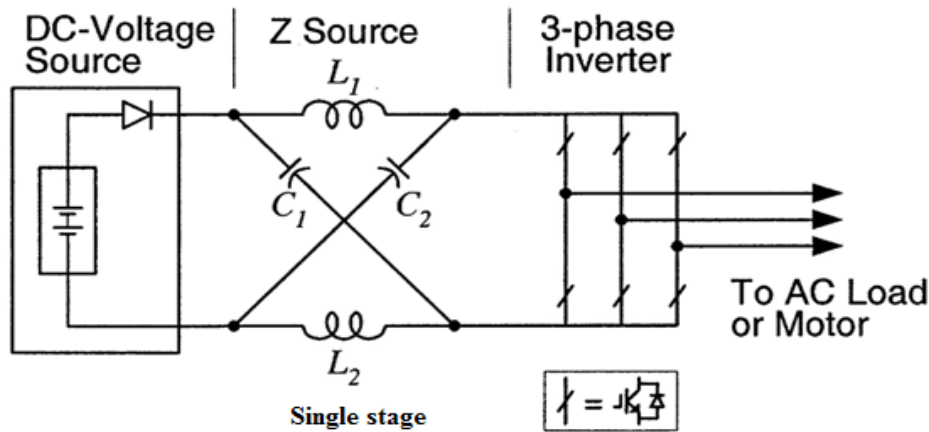 DC-Voltage
Source
Z Source
3-phase
Inverter
L1
C1
C2
L2
To AC Load
or Motor
Single stage
=